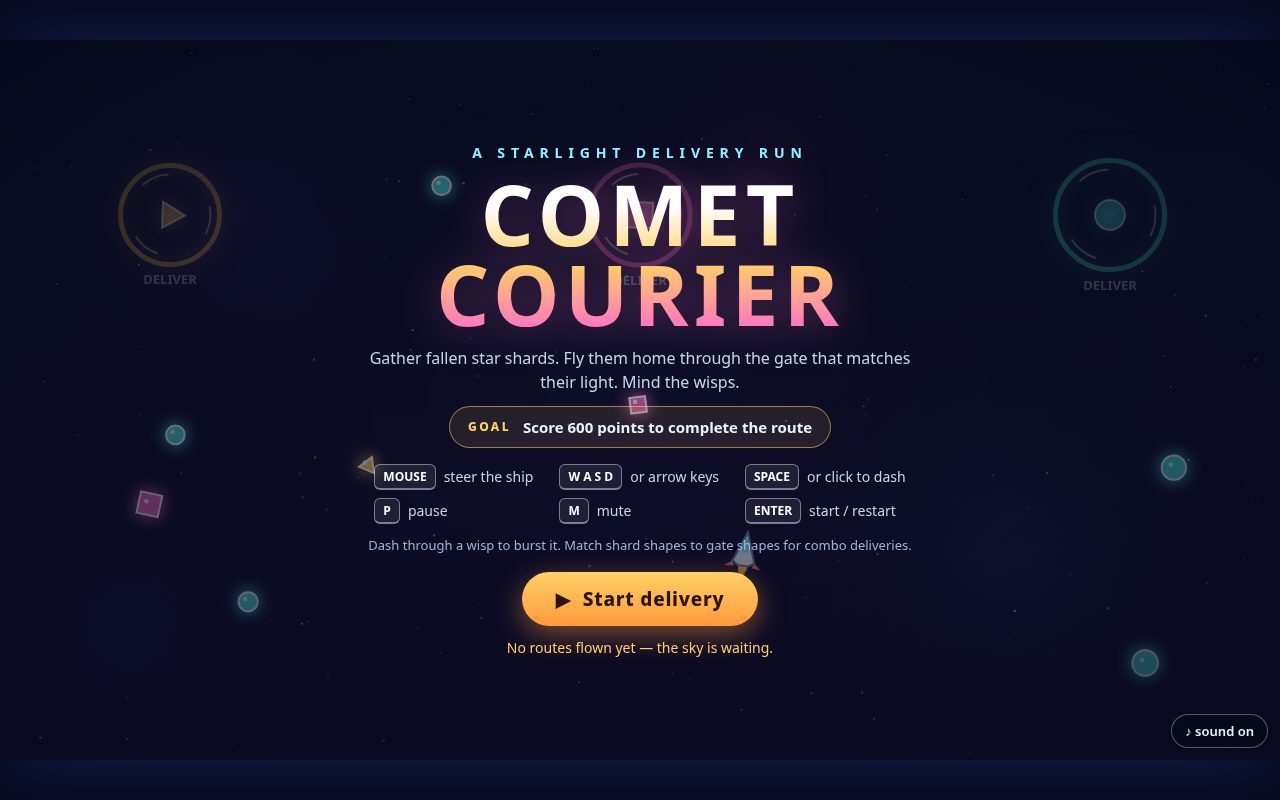 A STARLIGHT DELIVERY RUN
COMET
COURIER
DELIVER
DELIVER
DELIVER
Gather fallen star shards. Fly them home through the gate that matches
their light. Mind the wisps.
GOAL Score 600 points to complete the route
MOUSE steer the ship W A S D or arrow keys SPACE or click to dash
P pause M mute ENTER start / restart
Dash through a wisp to burst it. Match shard shapes to gate shapes for combo deliveries.
▶ Start delivery
No routes flown yet — the sky is waiting.
♪ sound on